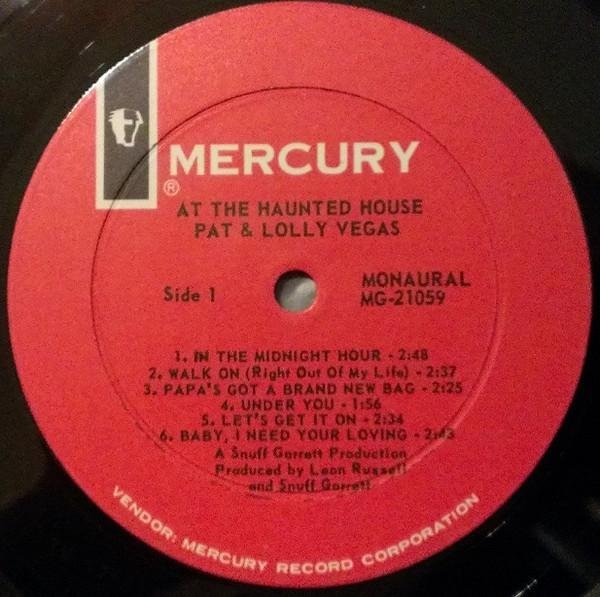 MERCURY
®
AT THE HAUNTED HOUSE
PAT & LOLLY VEGAS
Side 1
MONAURAL
MG-21059
1. IN THE MIDNIGHT HOUR - 2:48
2. WALK ON (Right Out Of My Life) - 2:37
3. PAPA'S GOT A BRAND NEW BAG - 2:25
4. UNDER YOU - 1:56
5. LET'S GET IT ON - 2:34
6. BABY, I NEED YOUR LOVING - 2:43
A Snuff Garrett Production
Produced by Leon Russell
and Snuff Garrett
VENDOR: MERCURY RECORD CORPORATION